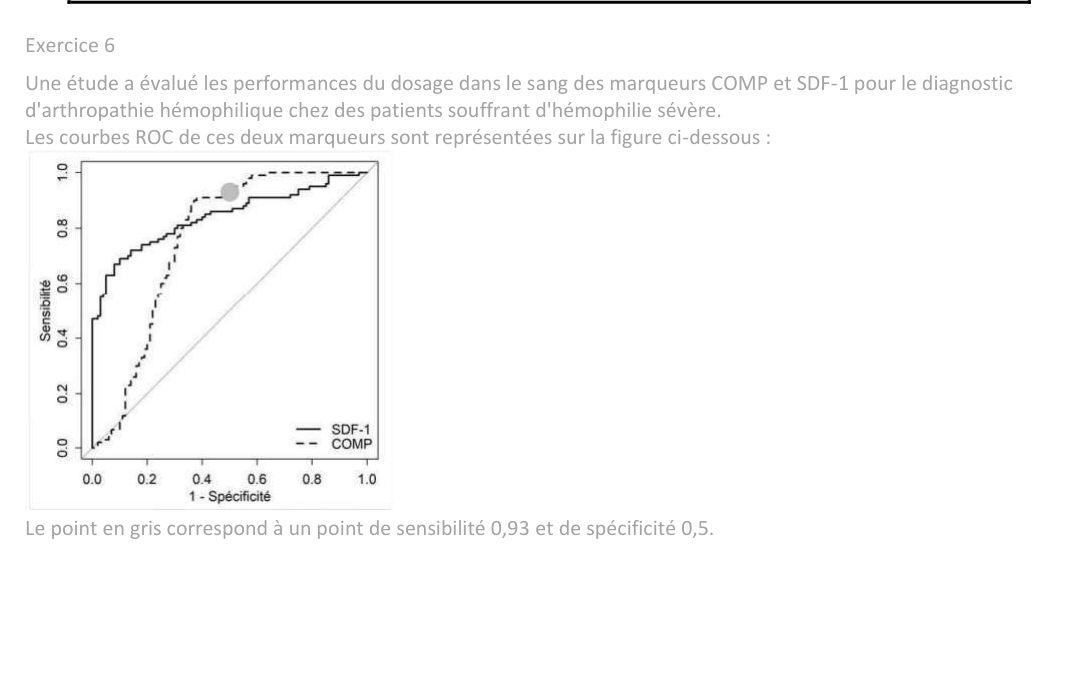 Exercice 6
Une étude a évalué les performances du dosage dans le sang des marqueurs COMP et SDF-1 pour le diagnostic
d'arthropathie hémophilique chez des patients souffrant d'hémophilie sévère.
Les courbes ROC de ces deux marqueurs sont représentées sur la figure ci-dessous :
1.0
0.8
0.6
0.4
0.2
0.0
Sensibilité
SDF-1
COMP
0.0 0.2 0.4 0.6 0.8 1.0
1 - Spécificité
Le point en gris correspond à un point de sensibilité 0,93 et de spécificité 0,5.